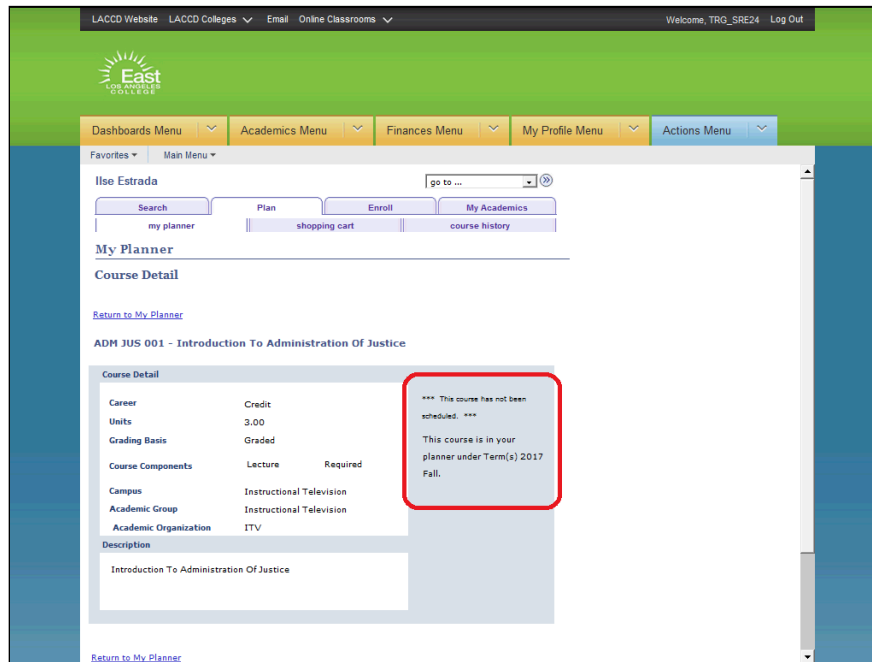 LACCD Website LACCD Colleges Email Online Classrooms Welcome, TRG_SRE24 Log Out
East
LOS ANGELES
COLLEGE
Dashboards Menu Academics Menu Finances Menu My Profile Menu Actions Menu
Favorites Main Menu
Ilse Estrada go to ...
Search Plan Enroll My Academics
my planner shopping cart course history
My Planner
Course Detail
Return to My Planner
ADM JUS 001 - Introduction To Administration Of Justice
Course Detail
Career Credit
Units 3.00
Grading Basis Graded
Course Components Lecture Required
Campus Instructional Television
Academic Group Instructional Television
Academic Organization ITV
*** This course has not been
scheduled. ***
This course is in your
planner under Term(s) 2017
Fall.
Description
Introduction To Administration Of Justice
Return to My Planner